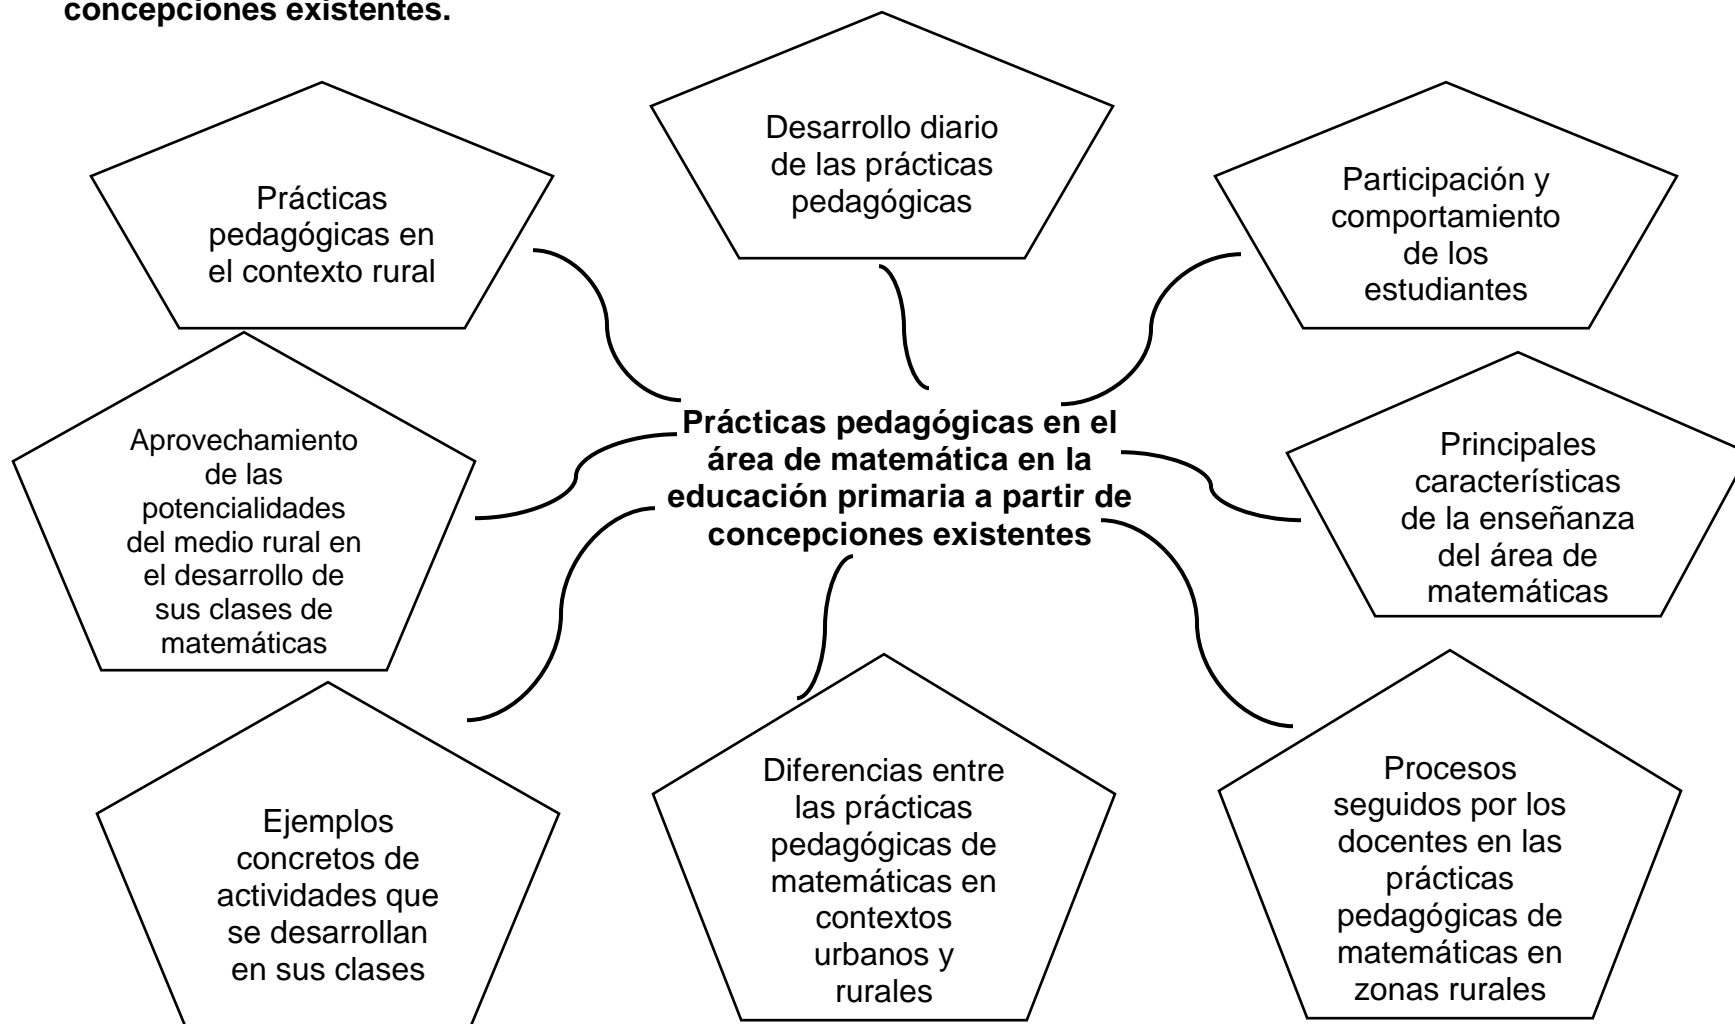 concepciones existentes.
Desarrollo diario
de las prácticas
pedagógicas
Prácticas
pedagógicas en
el contexto rural
Participación y
comportamiento
de los
estudiantes
Aprovechamiento
de las
potencialidades
del medio rural en
el desarrollo de
sus clases de
matemáticas
Prácticas pedagógicas en el
área de matemática en la
educación primaria a partir de
concepciones existentes
Principales
características
de la enseñanza
del área de
matemáticas
Ejemplos
concretos de
actividades que
se desarrollan
en sus clases
Diferencias entre
las prácticas
pedagógicas de
matemáticas en
contextos
urbanos y
rurales
Procesos
seguidos por los
docentes en las
prácticas
pedagógicas de
matemáticas en
zonas rurales